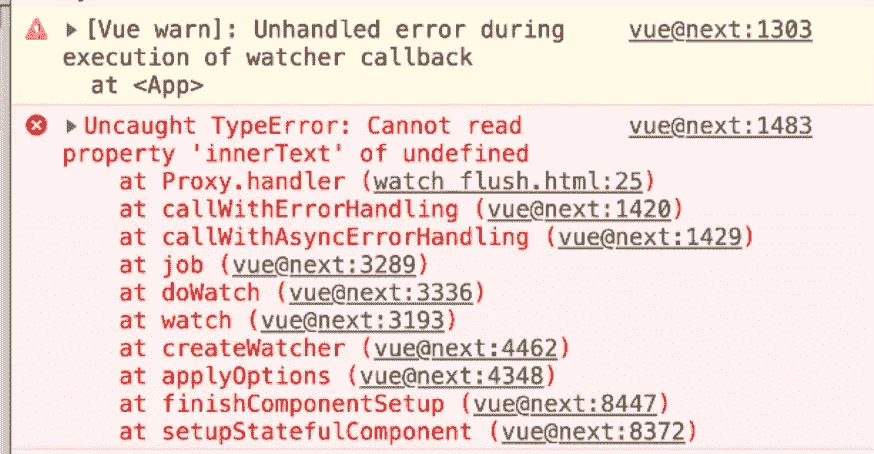 ▶[Vue warn]: Unhandled error during vue@next:1303
execution of watcher callback
at <App>
▶Uncaught TypeError: Cannot read vue@next:1483
property 'innerText' of undefined
at Proxy.handler (watch flush.html:25)
at callWithErrorHandling (vue@next:1420)
at callWithAsyncErrorHandling (vue@next:1429)
at job (vue@next:3289)
at doWatch (vue@next:3336)
at watch (vue@next:3193)
at createWatcher (vue@next:4462)
at applyOptions (vue@next:4348)
at finishComponentSetup (vue@next:8447)
at setupStatefulComponent (vue@next:8372)